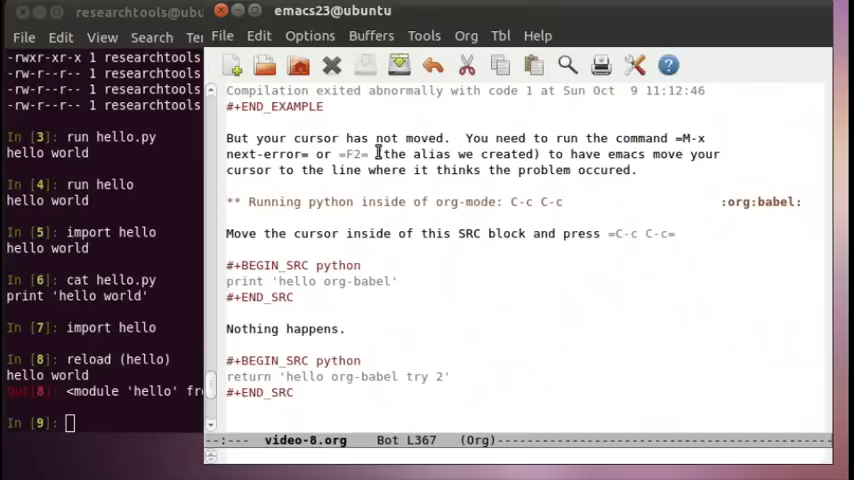 researchtools@ubu
File Edit View Search Te
-rwxr-xr-x 1 researchtools
-rw-r--r-- 1 researchtools
-rw-r--r-- 1 researchtools
-rw-r--r-- 1 researchtools
In [3]: run hello.py
hello world
In [4]: run hello
hello world
In [5]: import hello
hello world
In [6]: cat hello.py
print 'hello world'
In [7]: import hello
In [8]: reload (hello)
hello world
Out[8]: <module 'hello' fr
In [9]:
emacs23@ubuntu
File Edit Options Buffers Tools Org Tbl Help
Compilation exited abnormally with code 1 at Sun Oct  9 11:12:46
#+END_EXAMPLE
But your cursor has not moved.  You need to run the command =M-x
next-error= or =F2= (the alias we created) to have emacs move your
cursor to the line where it thinks the problem occured.
** Running python inside of org-mode: C-c C-c :org:babel:
Move the cursor inside of this SRC block and press =C-c C-c=
#+BEGIN_SRC python
print 'hello org-babel'
#+END_SRC
Nothing happens.
#+BEGIN_SRC python
return 'hello org-babel try 2'
#+END_SRC
-:--- video-8.org Bot L367 (Org)